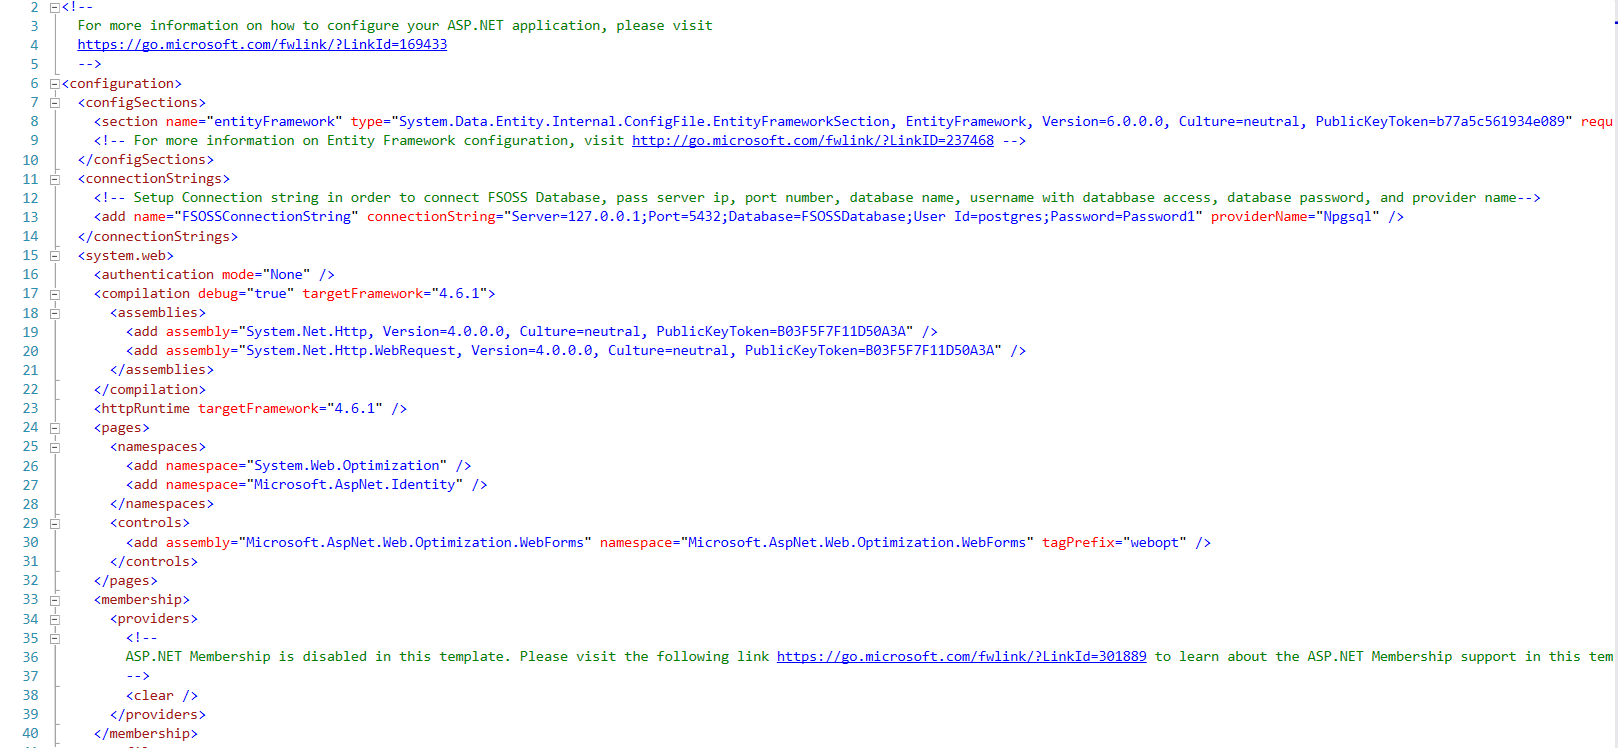 2 <!--
3 For more information on how to configure your ASP.NET application, please visit
4 https://go.microsoft.com/fwlink/?LinkId=169433
5 -->
6 <configuration>
7 <configSections>
8 <section name="entityFramework" type="System.Data.Entity.Internal.ConfigFile.EntityFrameworkSection, EntityFramework, Version=6.0.0.0, Culture=neutral, PublicKeyToken=b77a5c561934e089" requ
9 <!-- For more information on Entity Framework configuration, visit http://go.microsoft.com/fwlink/?LinkID=237468 -->
10 </configSections>
11 <connectionStrings>
12 <!-- Setup Connection string in order to connect FSOSS Database, pass server ip, port number, database name, username with databbase access, database password, and provider name-->
13 <add name="FSOSSConnectionString" connectionString="Server=127.0.0.1;Port=5432;Database=FSOSSDatabase;User Id=postgres;Password=Password1" providerName="Npgsql" />
14 </connectionStrings>
15 <system.web>
16 <authentication mode="None" />
17 <compilation debug="true" targetFramework="4.6.1">
18 <assemblies>
19 <add assembly="System.Net.Http, Version=4.0.0.0, Culture=neutral, PublicKeyToken=B03F5F7F11D50A3A" />
20 <add assembly="System.Net.Http.WebRequest, Version=4.0.0.0, Culture=neutral, PublicKeyToken=B03F5F7F11D50A3A" />
21 </assemblies>
22 </compilation>
23 <httpRuntime targetFramework="4.6.1" />
24 <pages>
25 <namespaces>
26 <add namespace="System.Web.Optimization" />
27 <add namespace="Microsoft.AspNet.Identity" />
28 </namespaces>
29 <controls>
30 <add assembly="Microsoft.AspNet.Web.Optimization.WebForms" namespace="Microsoft.AspNet.Web.Optimization.WebForms" tagPrefix="webopt" />
31 </controls>
32 </pages>
33 <membership>
34 <providers>
35 <!--
36 ASP.NET Membership is disabled in this template. Please visit the following link https://go.microsoft.com/fwlink/?LinkId=301889 to learn about the ASP.NET Membership support in this tem
37 -->
38 <clear />
39 </providers>
40 </membership>